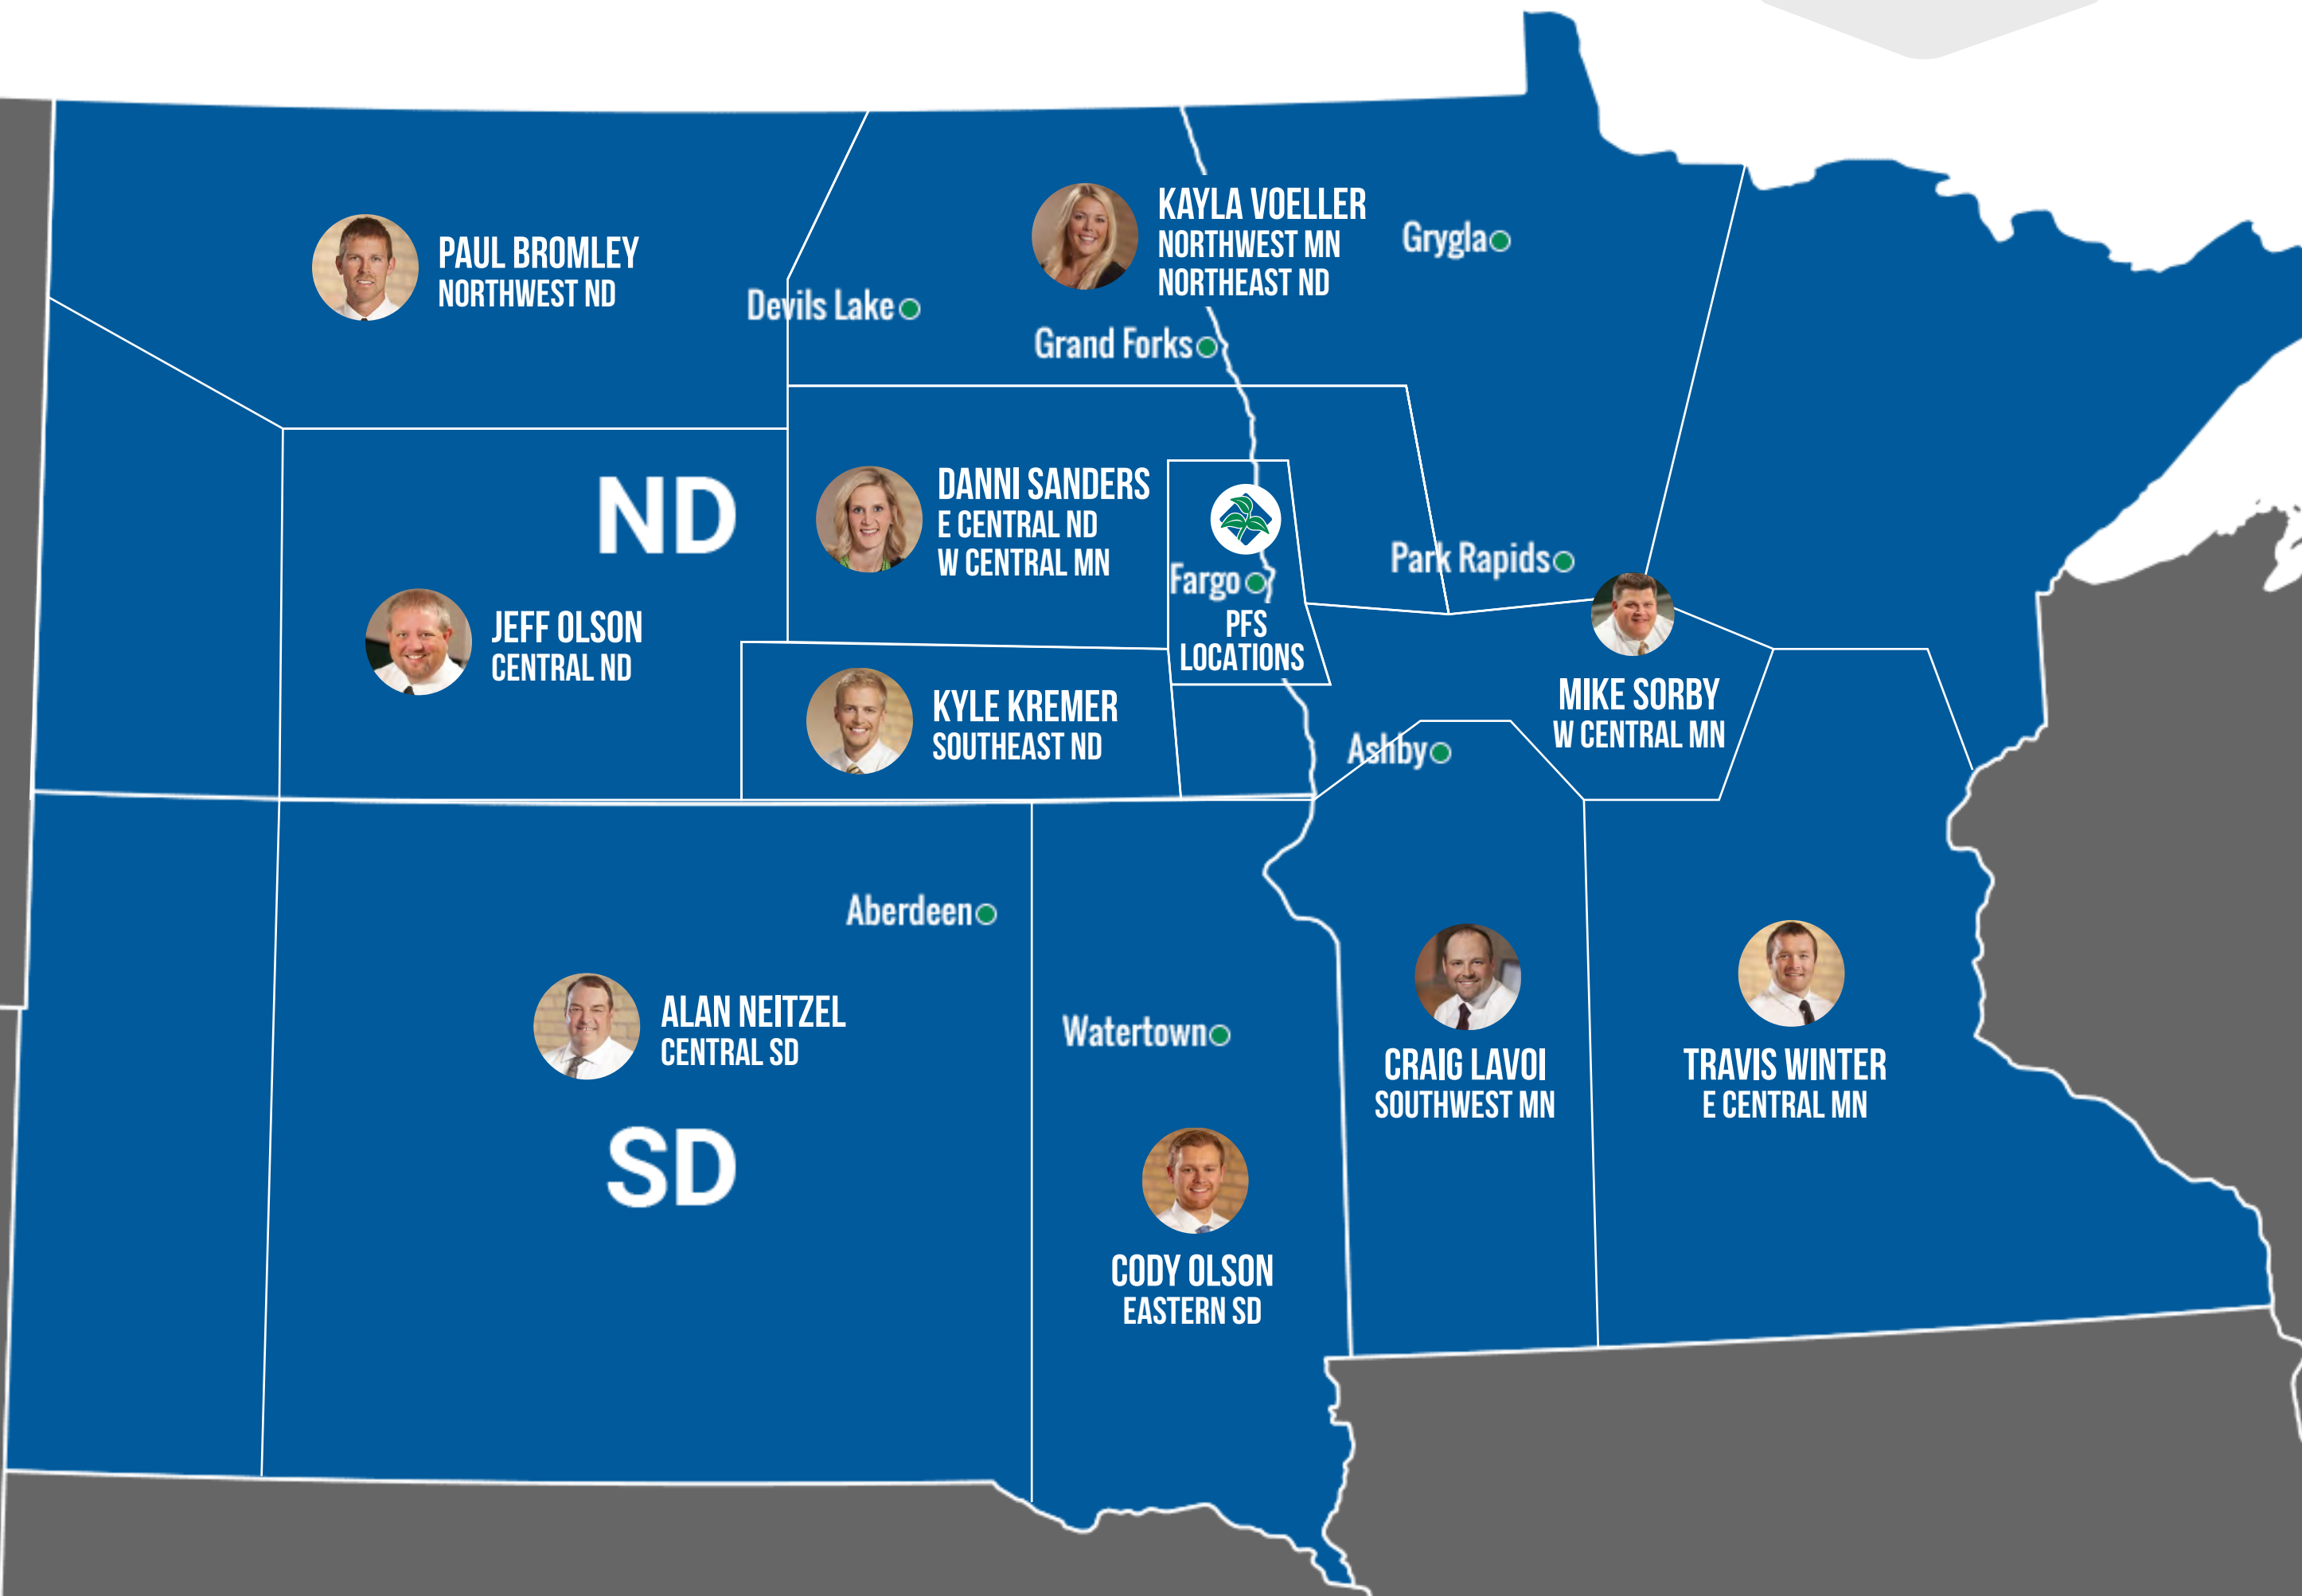 KAYLA VOELLER
NORTHWEST MN
NORTHEAST ND
Grygla
PAUL BROMLEY
NORTHWEST ND
Devils Lake
Grand Forks
ND
DANNI SANDERS
E CENTRAL ND
W CENTRAL MN
Fargo
PFS
LOCATIONS
Park Rapids
JEFF OLSON
CENTRAL ND
KYLE KREMER
SOUTHEAST ND
MIKE SORBY
W CENTRAL MN
Ashby
Aberdeen
ALAN NEITZEL
CENTRAL SD
Watertown
CRAIG LAVOI
SOUTHWEST MN
TRAVIS WINTER
E CENTRAL MN
SD
CODY OLSON
EASTERN SD